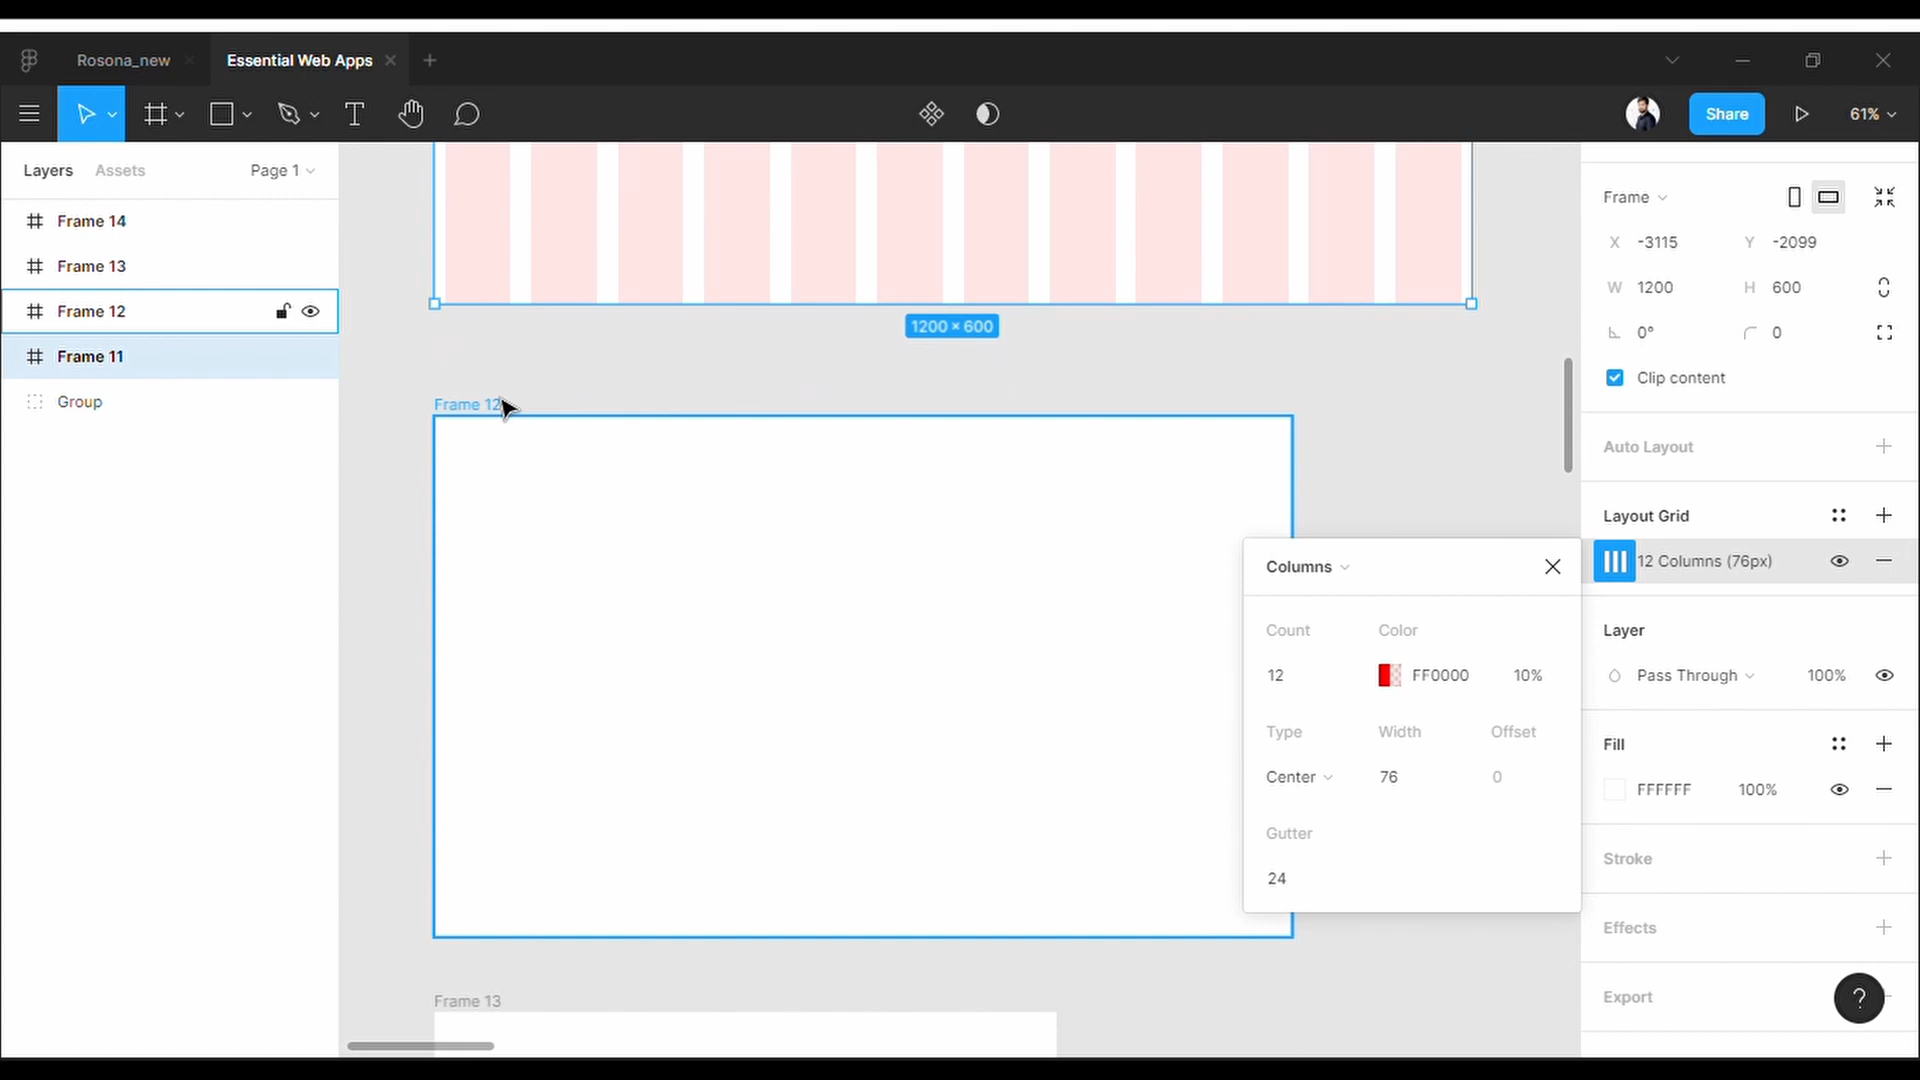 Rosona_new
Essential Web Apps
Share
61%
Layers
Assets
Page 1
Frame 14
Frame 13
Frame 12
Frame 11
Group
1200 × 600
Frame 12
Frame 13
Columns
Count
Color
12
FF0000
10%
Type
Width
Offset
Center
76
0
Gutter
24
Frame
X
-3115
Y
-2099
W
1200
H
600
0°
0
Clip content
Auto Layout
Layout Grid
12 Columns (76px)
Layer
Pass Through
100%
Fill
FFFFFF
100%
Stroke
Effects
Export
?